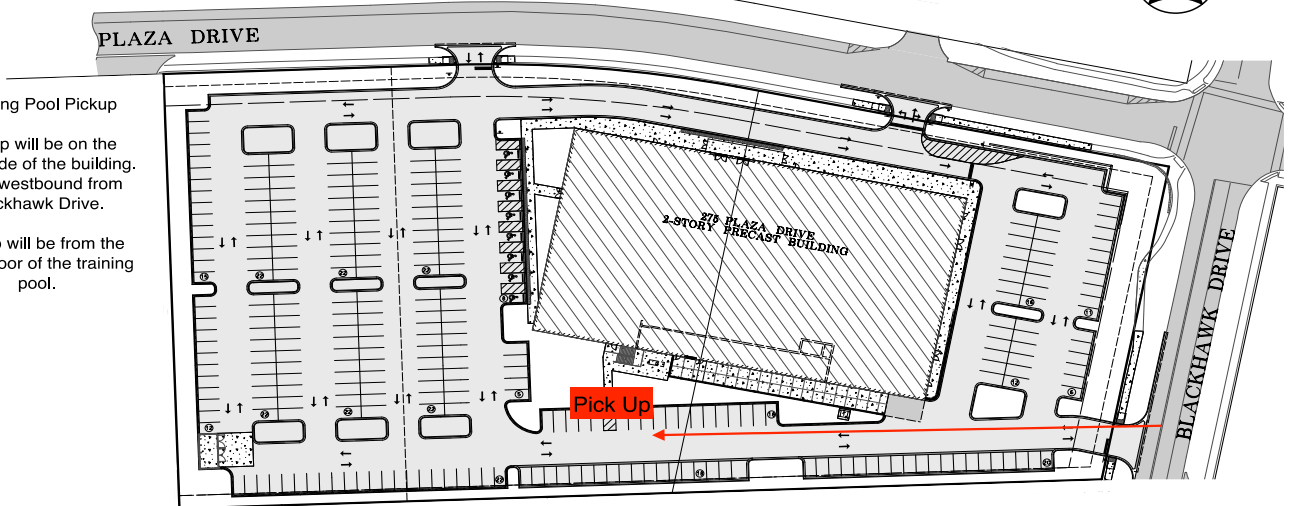 PLAZA DRIVE
ng Pool Pickup
p will be on the
de of the building.
westbound from
ckhawk Drive.
will be from the
oor of the training
pool.
275 PLAZA DRIVE
2-STORY PRECAST BUILDING
Pick Up
BLACKHAWK DRIVE